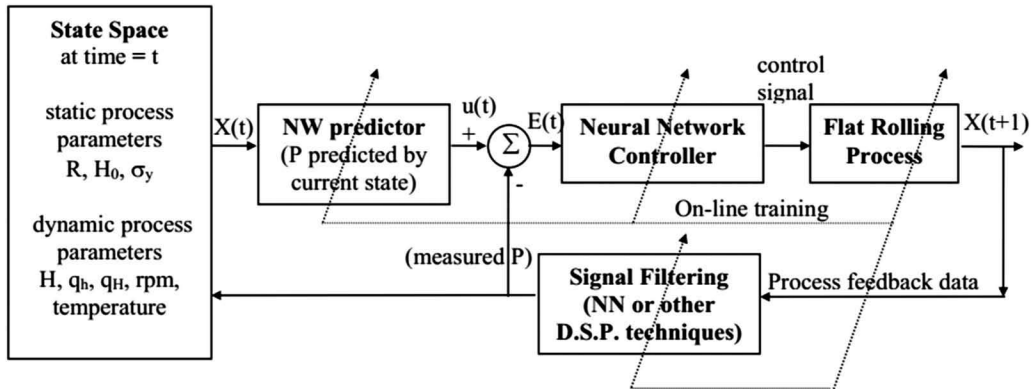 State Space
at time = t
static process
parameters
R, H₀, σy
dynamic process
parameters
H, qh, qH, rpm,
temperature
X(t)
NW predictor
(P predicted by
current state)
u(t)
+
Σ
-
E(t)
Neural Network
Controller
control
signal
Flat Rolling
Process
X(t+1)
On-line training
(measured P)
Signal Filtering
(NN or other
D.S.P. techniques)
Process feedback data